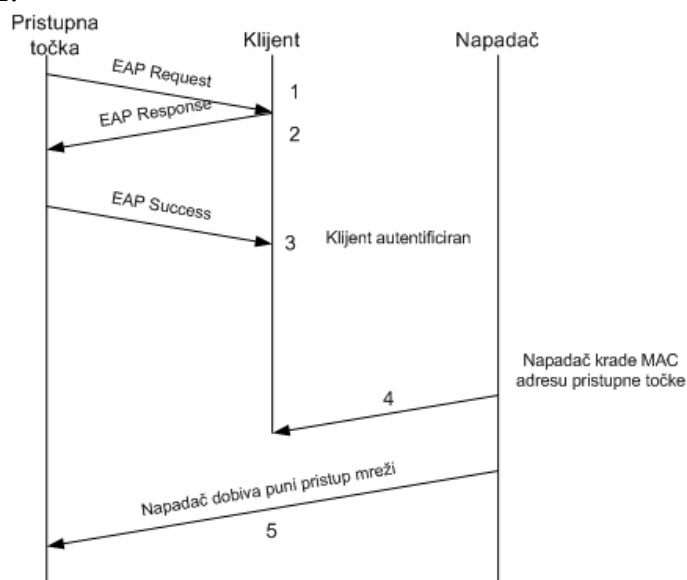 Pristupna
točka
Klijent
Napadač
EAP Request
1
EAP Response
2
EAP Success
3
Klijent autentificiran
Napadač krade MAC
adresu pristupne točke
4
Napadač dobiva puni pristup mreži
5